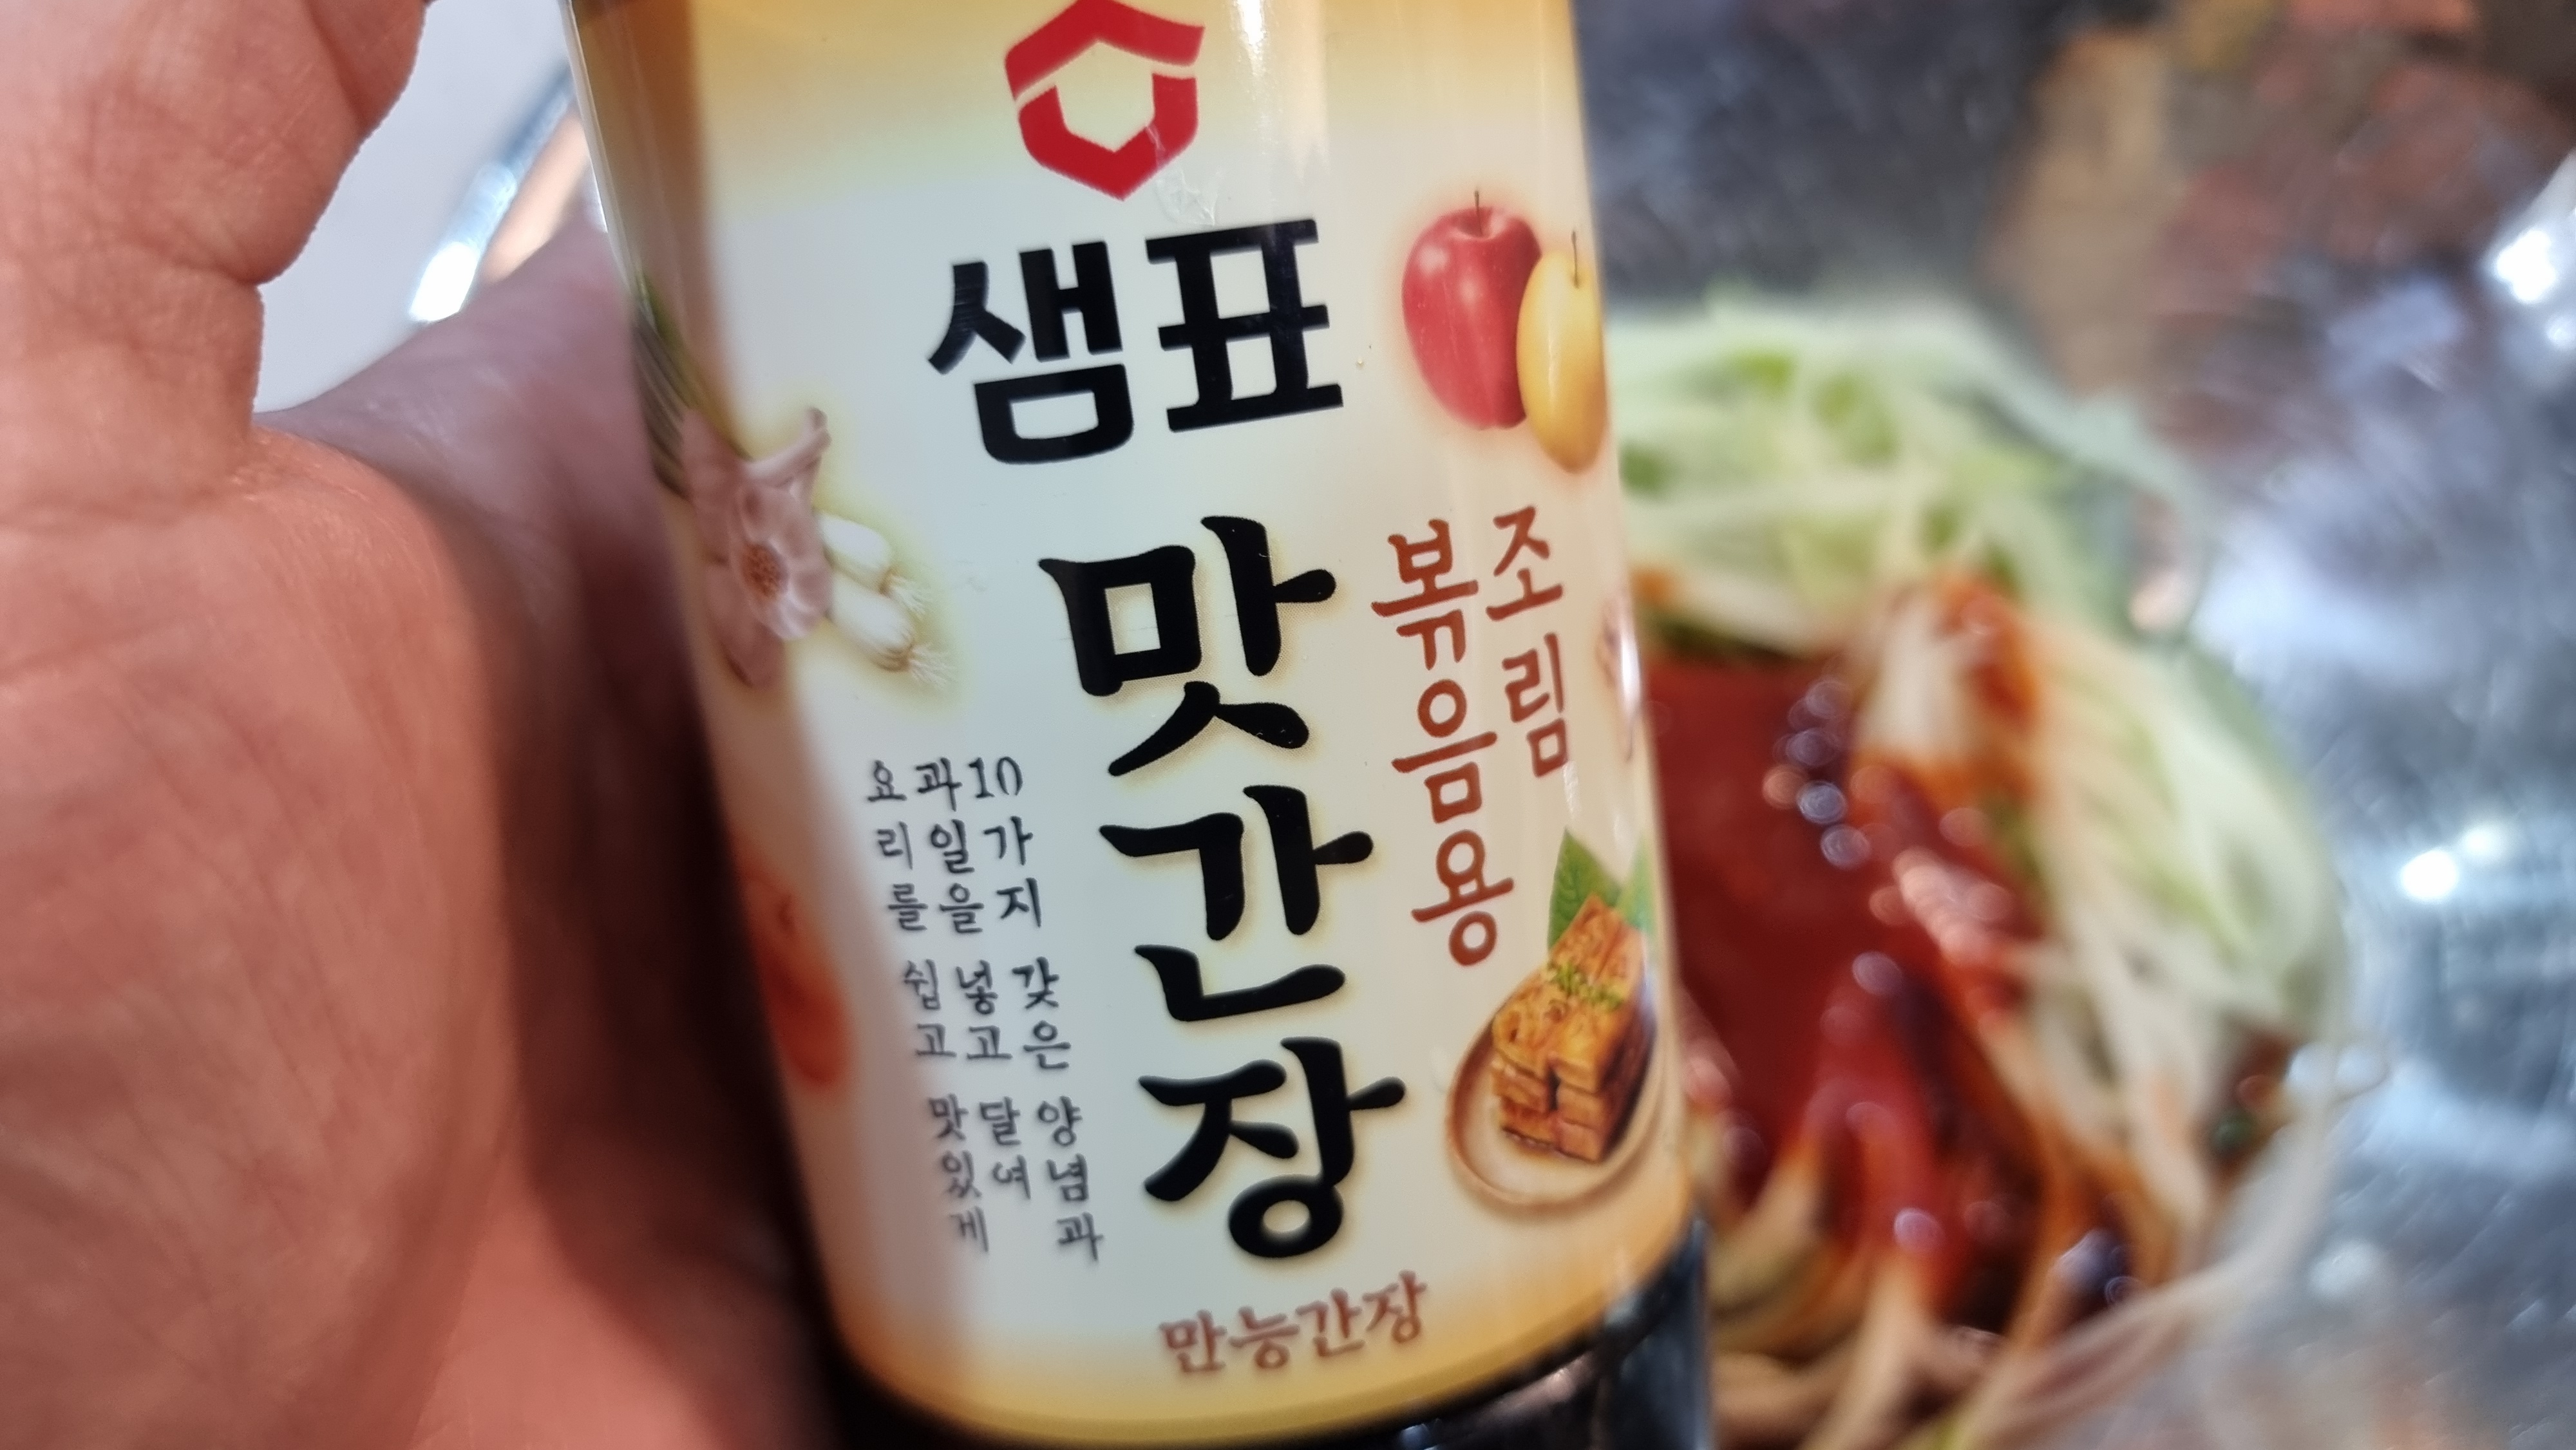 샘표
맛간장
조림
볶음용
10가지 갖은 양념과
과일을 넣고 달여
요리를 쉽고 맛있게
만능간장